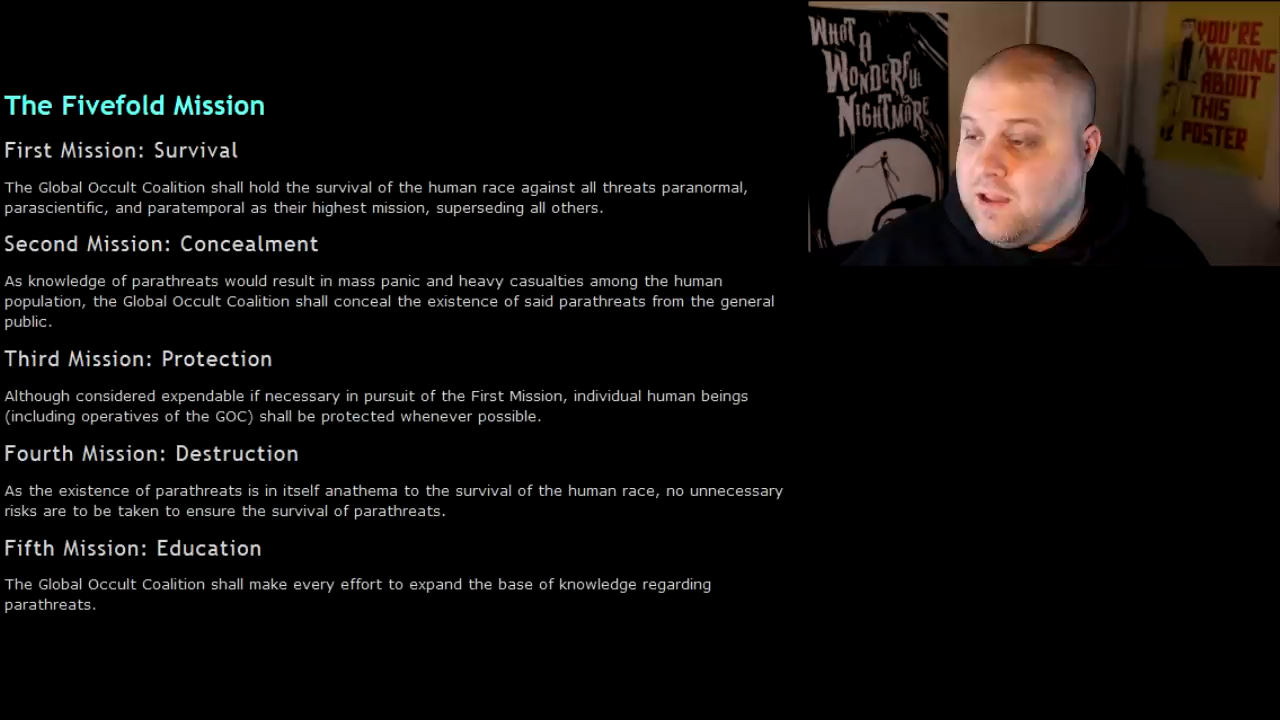 The Fivefold Mission
First Mission: Survival
The Global Occult Coalition shall hold the survival of the human race against all threats paranormal,
parascientific, and paratemporal as their highest mission, superseding all others.
Second Mission: Concealment
As knowledge of parathreats would result in mass panic and heavy casualties among the human
population, the Global Occult Coalition shall conceal the existence of said parathreats from the general
public.
Third Mission: Protection
Although considered expendable if necessary in pursuit of the First Mission, individual human beings
(including operatives of the GOC) shall be protected whenever possible.
Fourth Mission: Destruction
As the existence of parathreats is in itself anathema to the survival of the human race, no unnecessary
risks are to be taken to ensure the survival of parathreats.
Fifth Mission: Education
The Global Occult Coalition shall make every effort to expand the base of knowledge regarding
parathreats.
WHAT
A
WONDERFUL
NIGHTMARE
YOU'RE
WRONG
ABOUT
THIS
POSTER